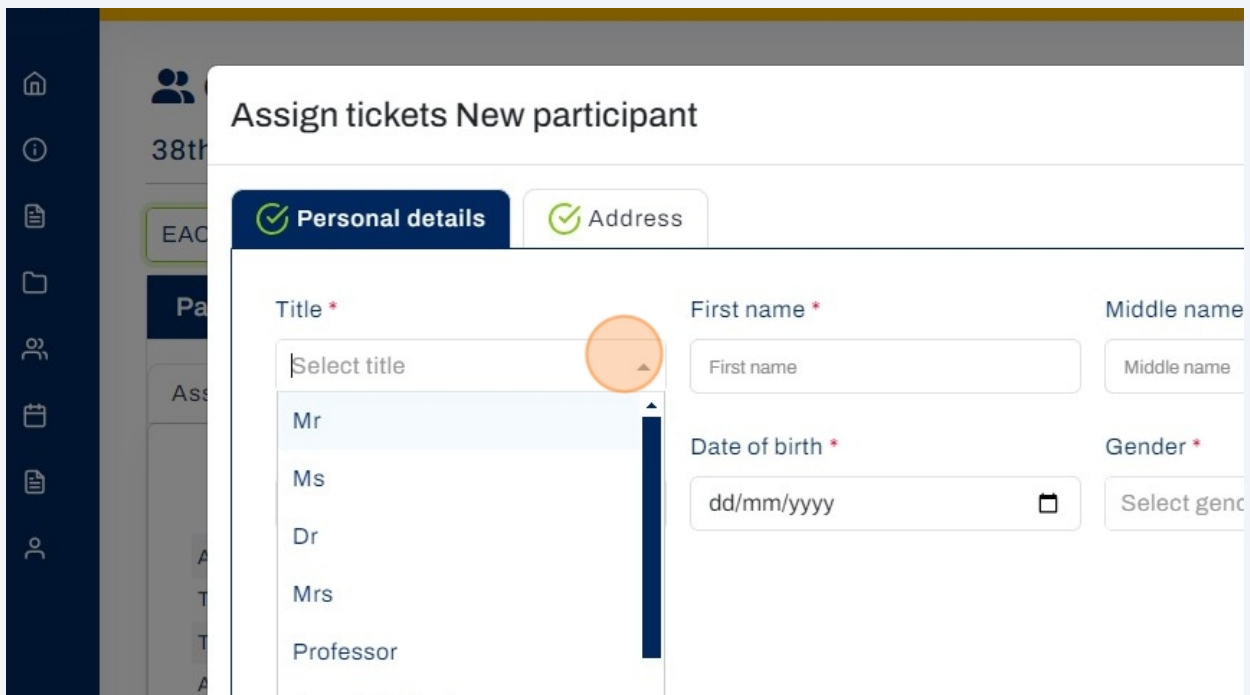 Assign tickets New participant
38th
EAC
Personal details
Address
Pa
Title * First name * Middle name
Select title First name Middle name
Ass
Mr
Date of birth * Gender *
Ms
dd/mm/yyyy Select gend
Dr
Mrs
Professor